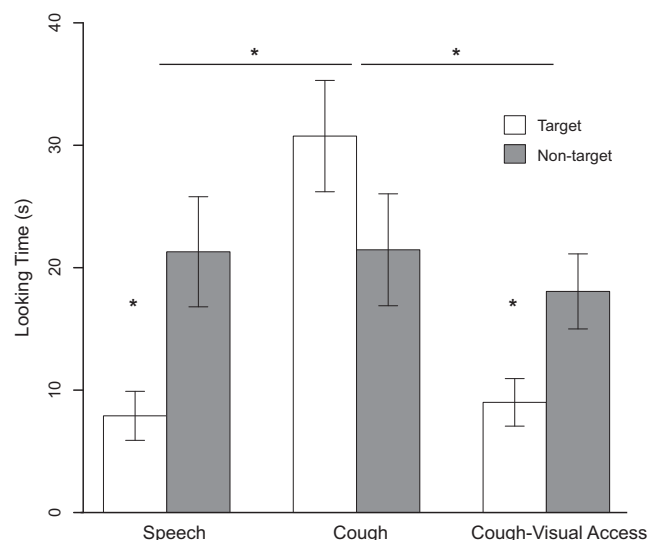 40
*
*
30
Target
Non-target
Looking Time (s)
20
*
*
10
0
Speech
Cough
Cough-Visual Access